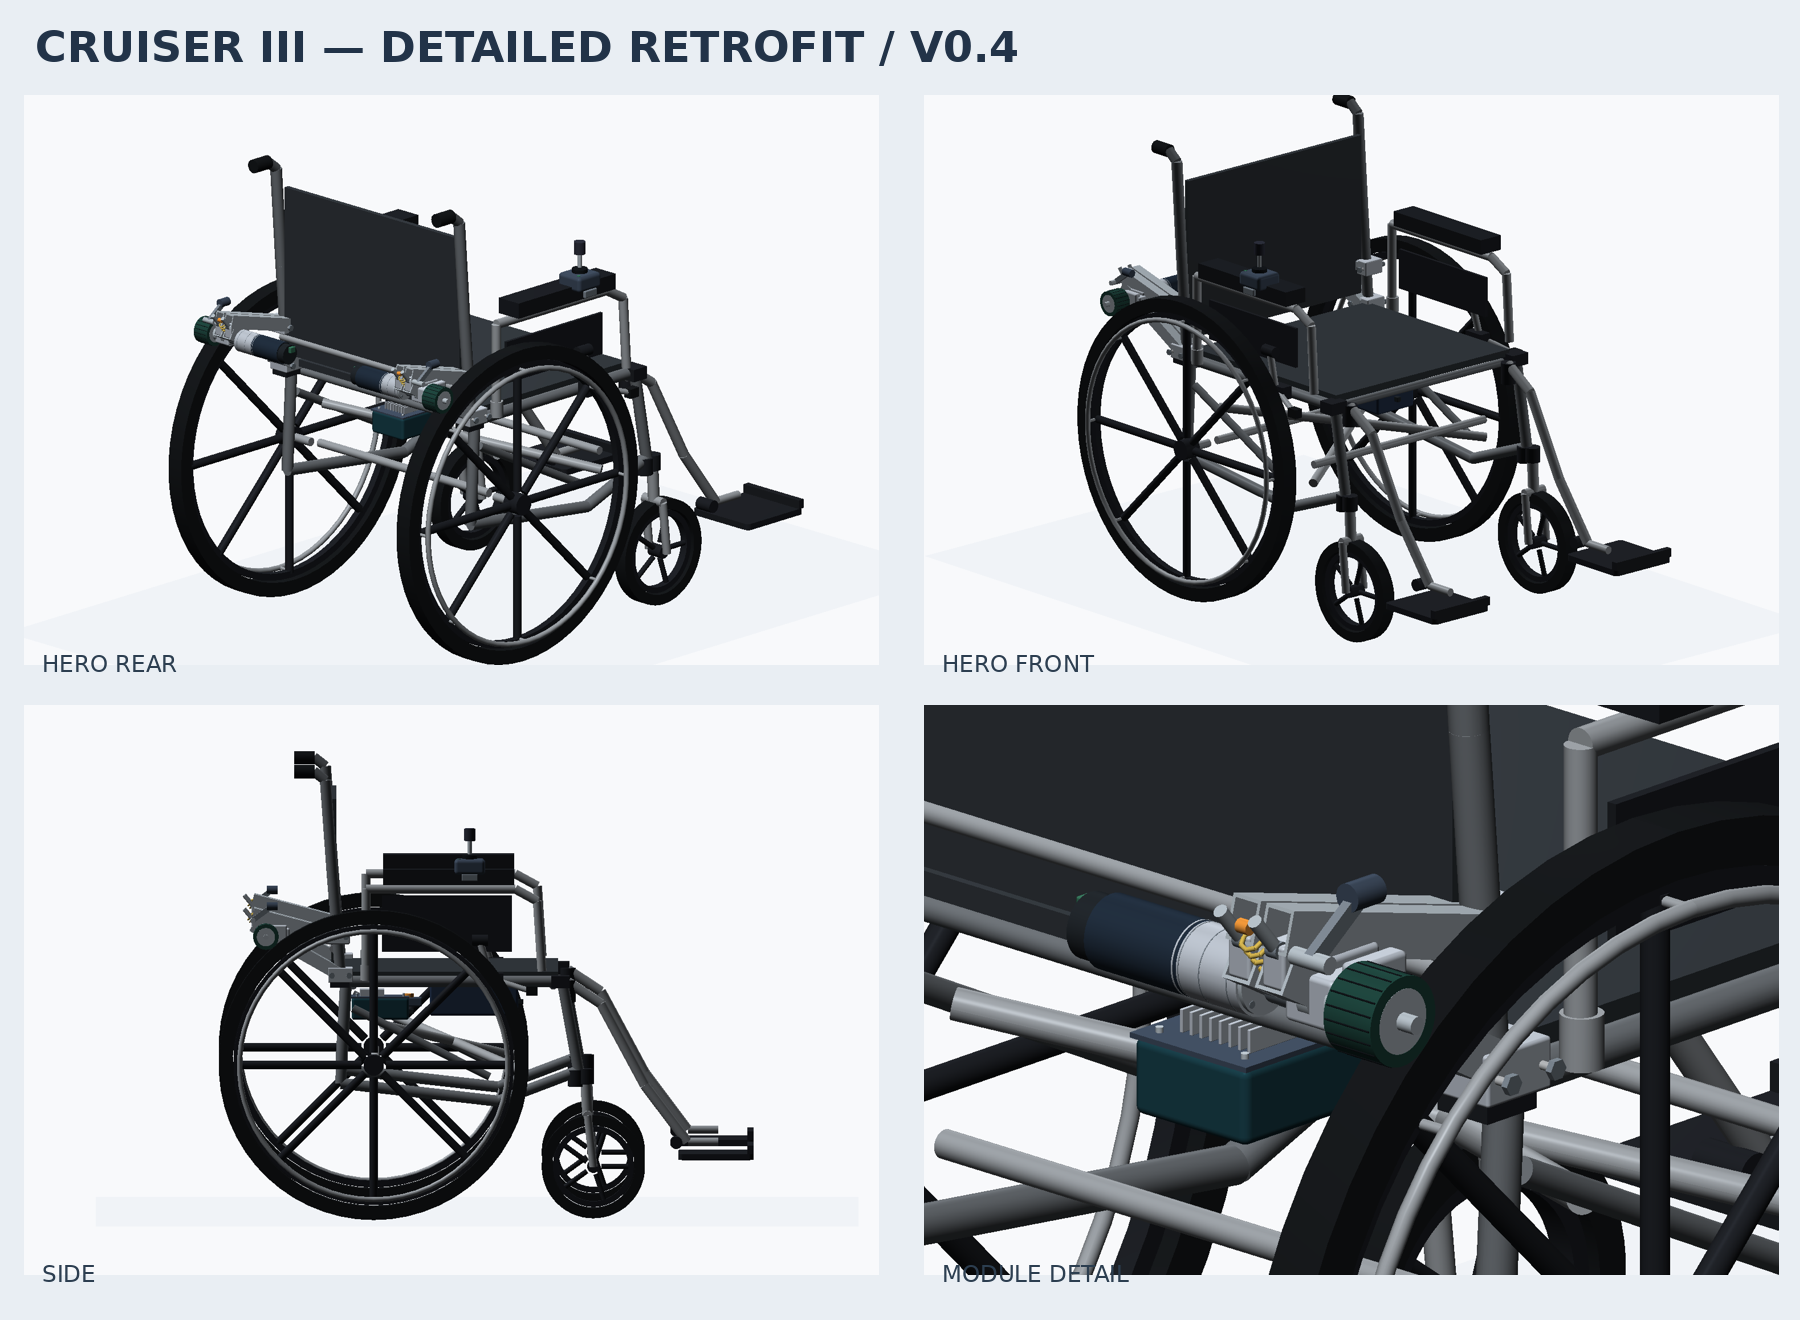 CRUISER III — DETAILED RETROFIT / V0.4
HERO REAR
HERO FRONT
SIDE
MODULE DETAIL